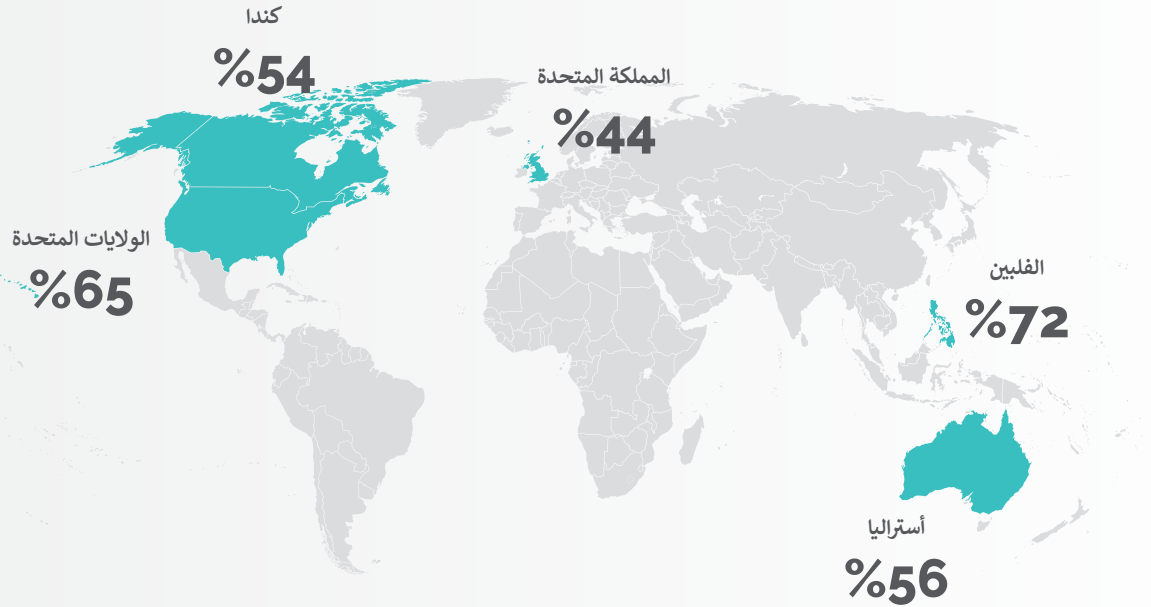 كندا
%54
المملكة المتحدة
%44
الولايات المتحدة
%65
الفلبين
%72
أستراليا
%56